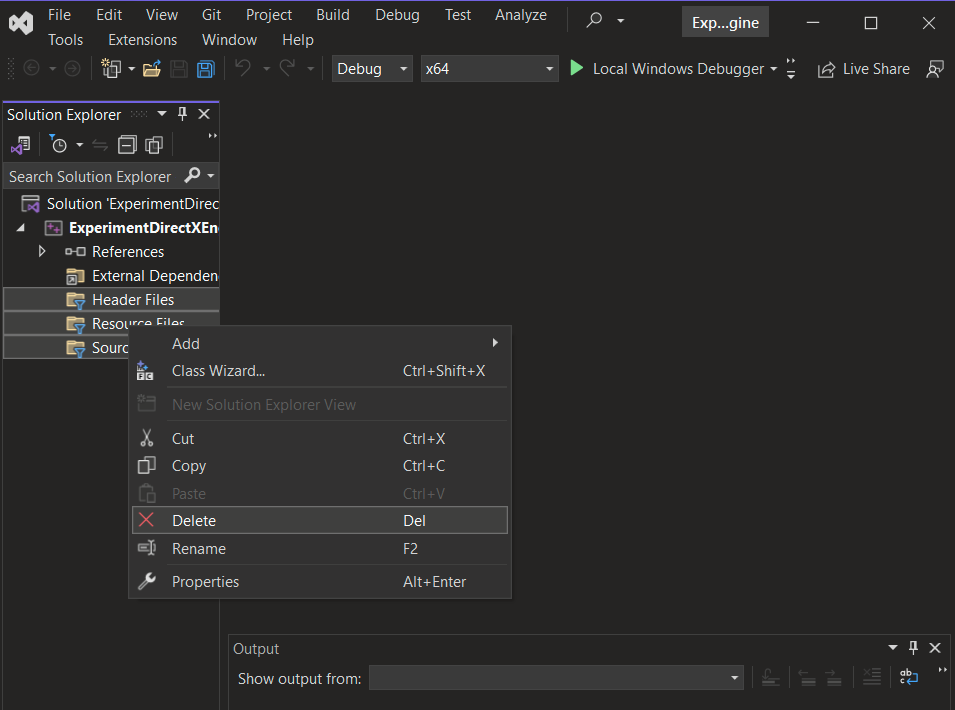 File Edit View Git Project Build Debug Test Analyze Exp...gine
Tools Extensions Window Help
Debug x64 Local Windows Debugger Live Share
Solution Explorer
Search Solution Explorer
Solution 'ExperimentDirec
ExperimentDirectXEn
References
External Dependen
Header Files
Resource Files
Sourc
Add
Class Wizard... Ctrl+Shift+X
New Solution Explorer View
Cut Ctrl+X
Copy Ctrl+C
Paste Ctrl+V
Delete Del
Rename F2
Properties Alt+Enter
Output
Show output from: